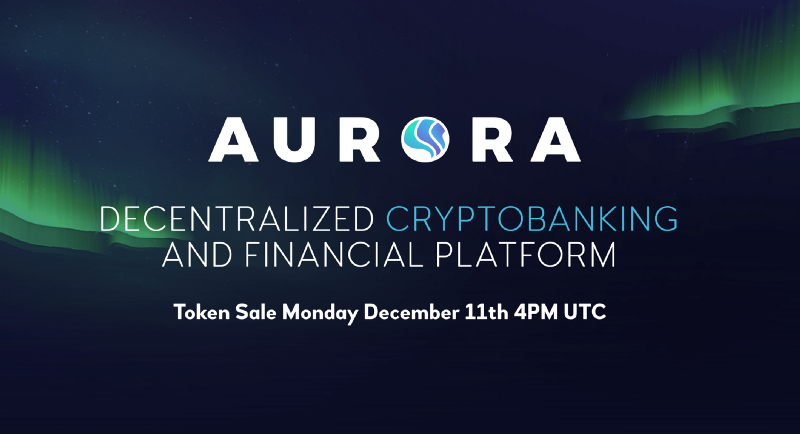 AURORA
DECENTRALIZED CRYPTOBANKING
AND FINANCIAL PLATFORM
Token Sale Monday December 11th 4PM UTC